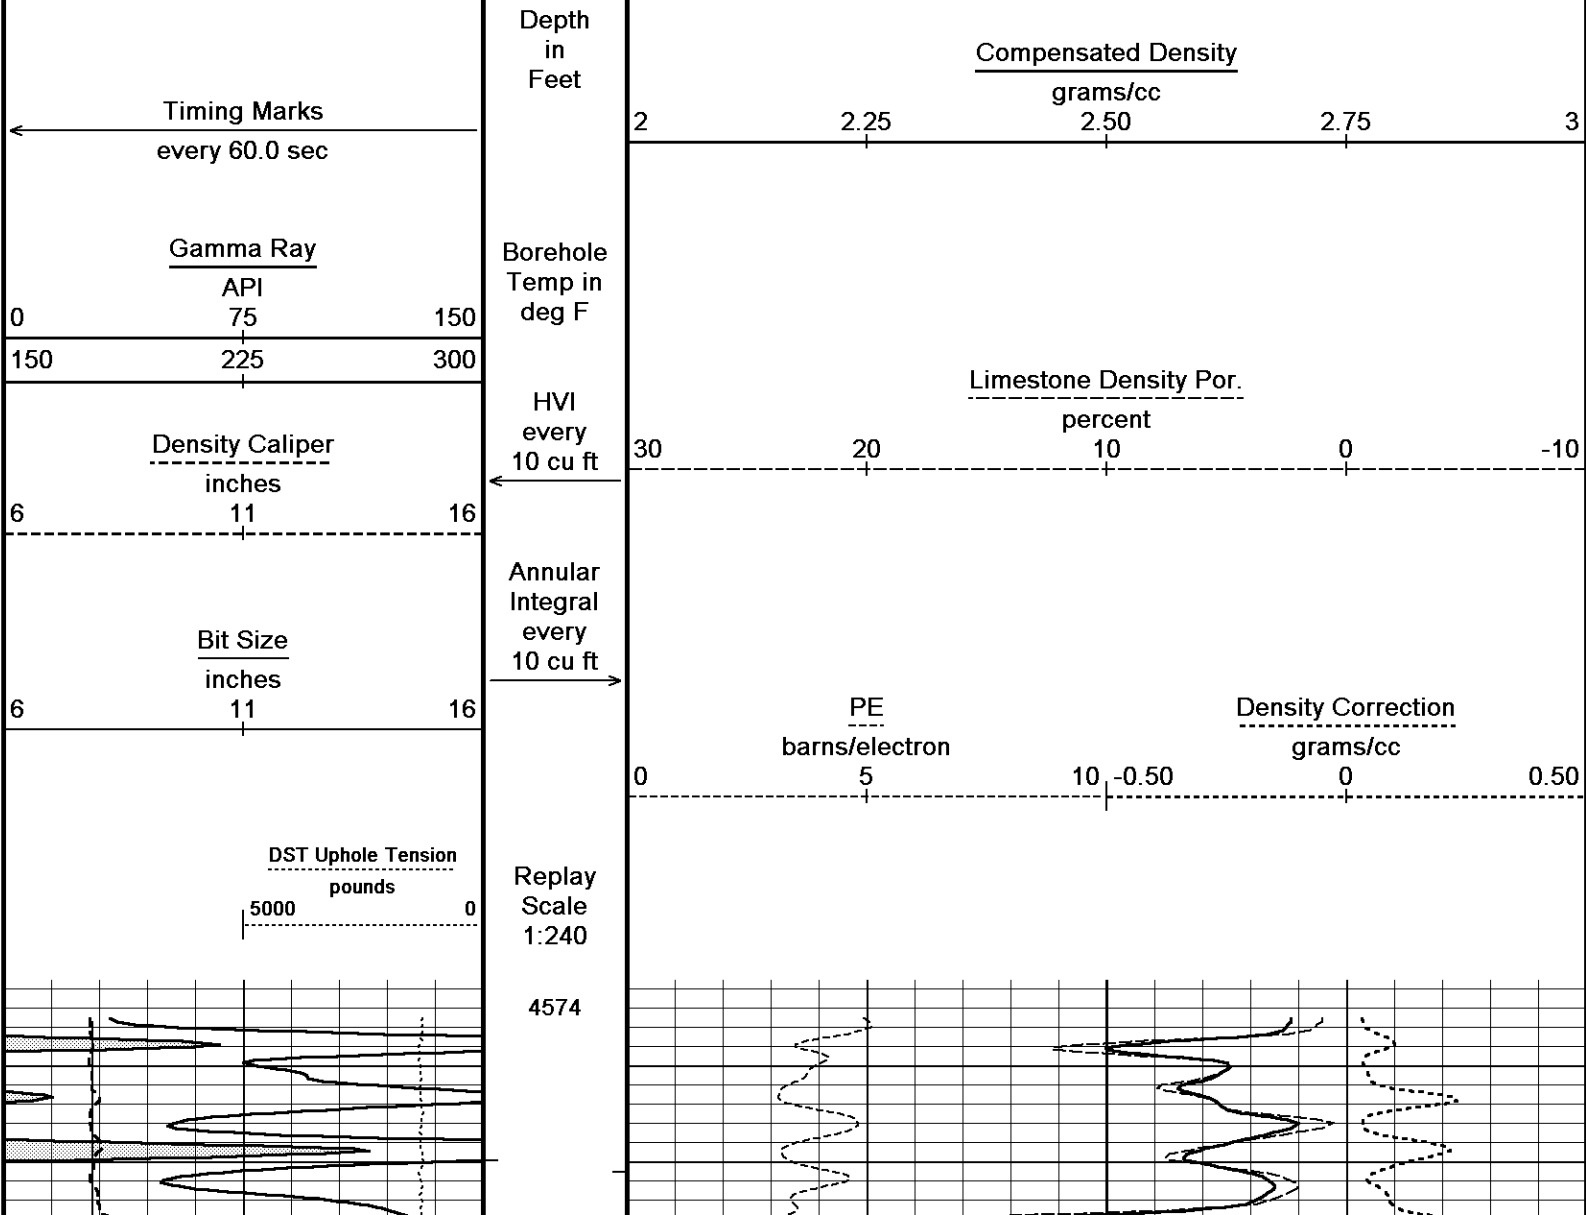 Timing Marks
every 60.0 sec
Gamma Ray
API
0 75 150
150 225 300
Density Caliper
inches
6 11 16
Bit Size
inches
6 11 16
DST Uphole Tension
pounds
5000 0
Depth
in
Feet
Borehole
Temp in
deg F
HVI
every
10 cu ft
Annular
Integral
every
10 cu ft
Replay
Scale
1:240
4574
Compensated Density
grams/cc
2 2.25 2.50 2.75 3
Limestone Density Por.
percent
30 20 10 0 -10
PE
barns/electron
0 5 10
Density Correction
grams/cc
-0.50 0 0.50